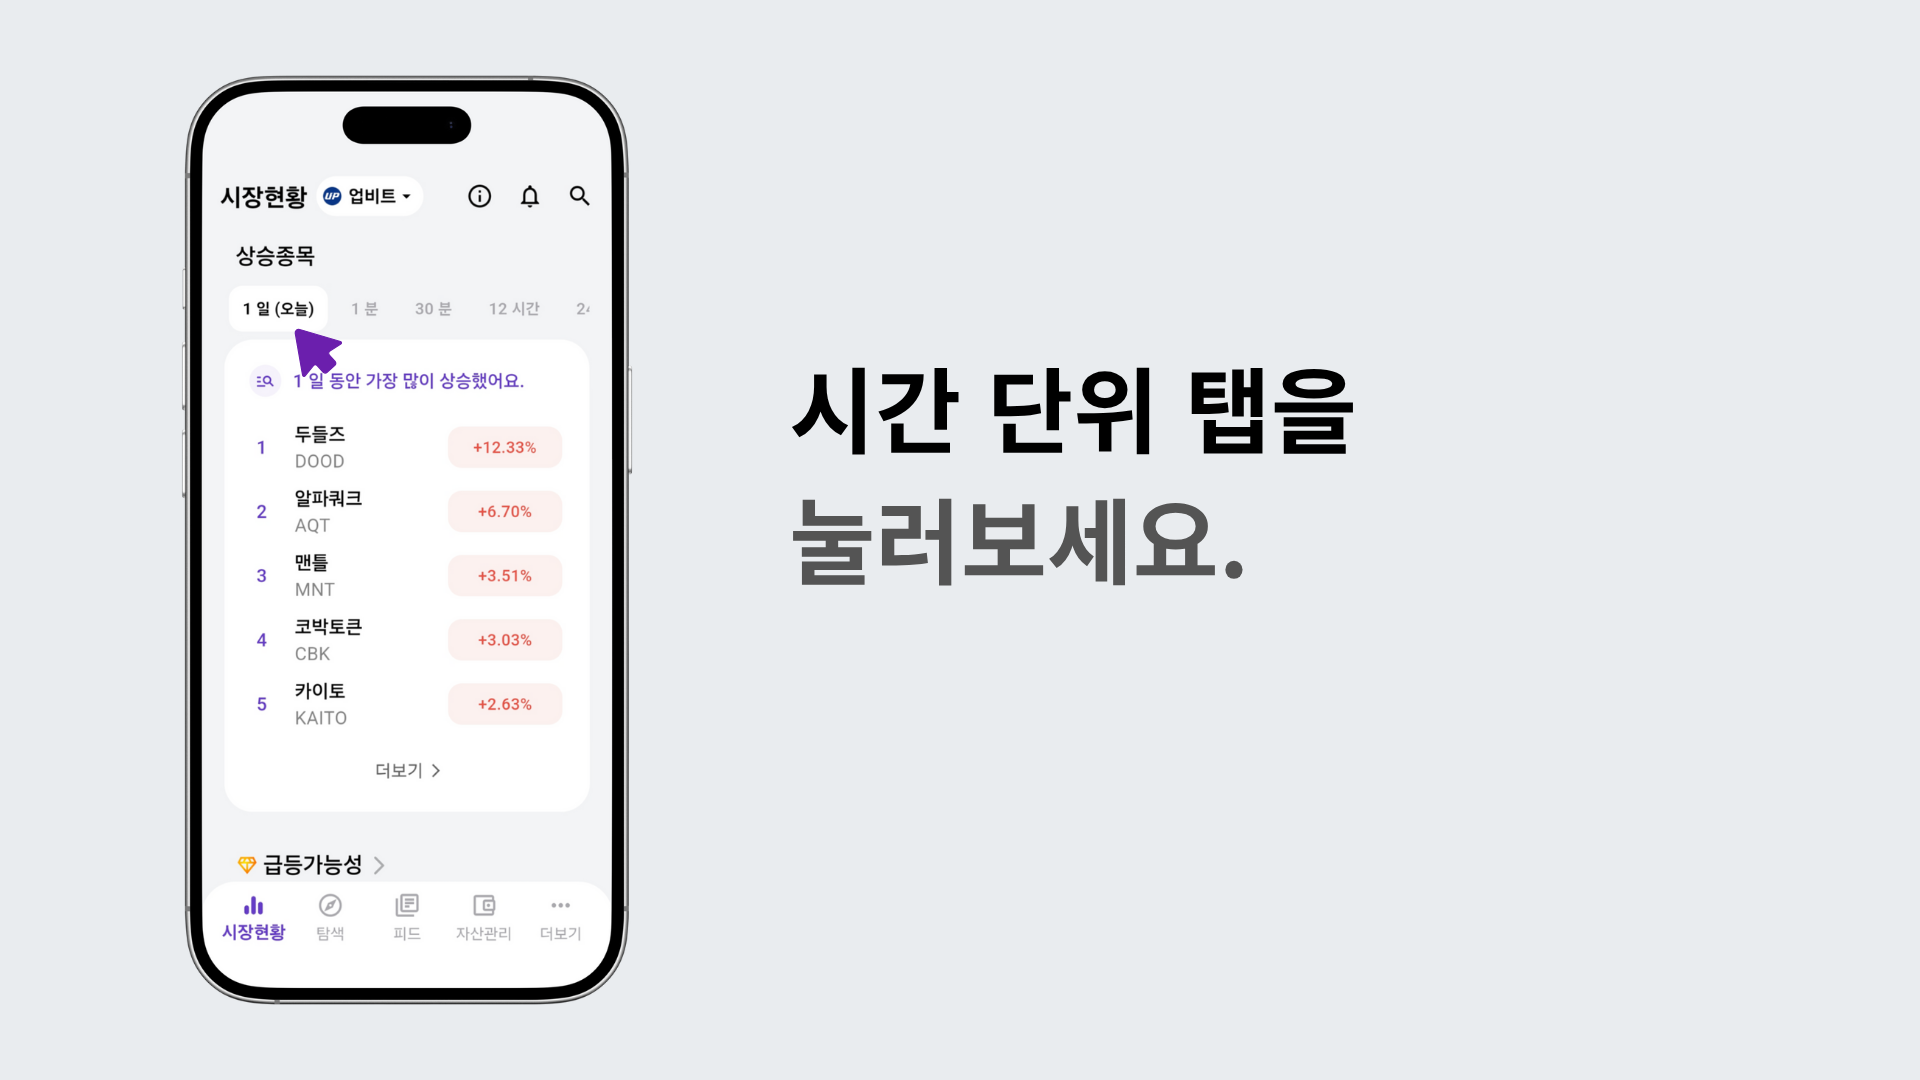 시장현황 UP 업비트
상승종목
1 일 (오늘) 1 분 30 분 12 시간 24
1 일 동안 가장 많이 상승했어요.
1 두들즈 +12.33%
DOOD
2 알파쿼크 +6.70%
AQT
3 맨틀 +3.51%
MNT
4 코박토큰 +3.03%
CBK
5 카이토 +2.63%
KAITO
더보기
급등가능성
시장현황 탐색 피드 자산관리 더보기
시간 단위 탭을
눌러보세요.